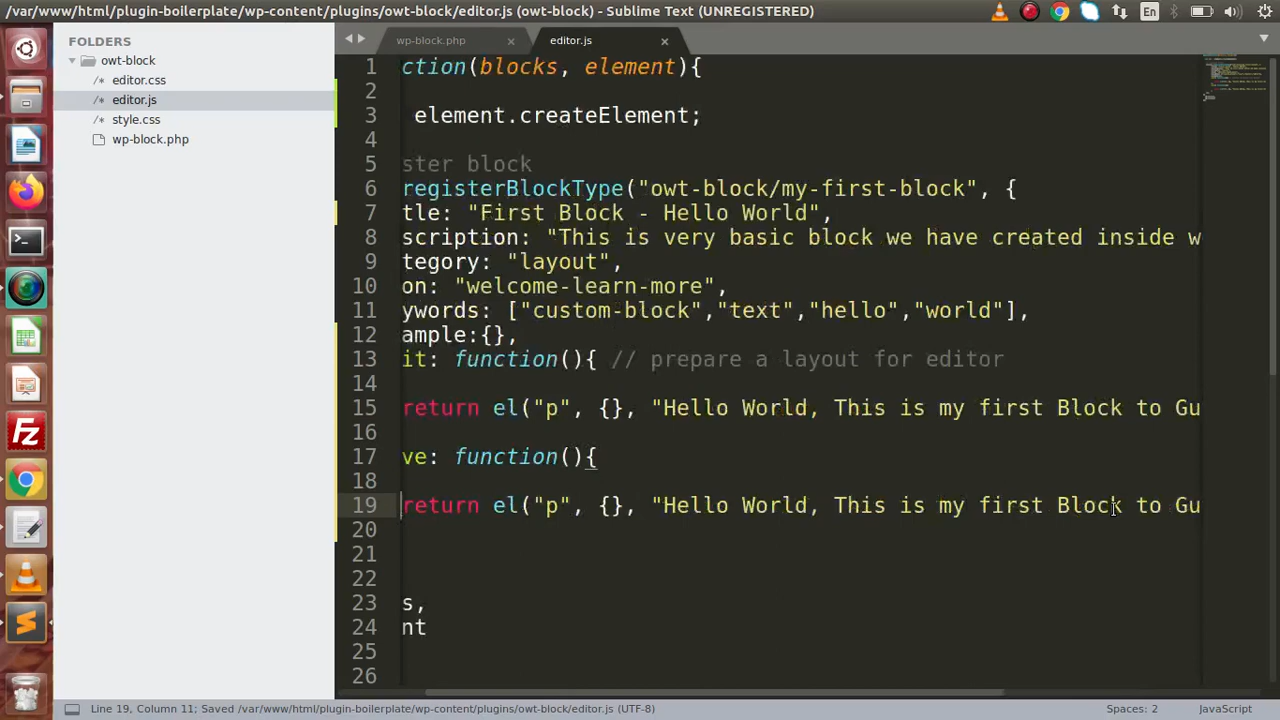 /var/www/html/plugin-boilerplate/wp-content/plugins/owt-block/editor.js (owt-block) - Sublime Text (UNREGISTERED)
En
FOLDERS
owt-block
/* editor.css
/* editor.js
/* style.css
wp-block.php
wp-block.php ×
editor.js ×
1 ction(blocks, element){
2
3 element.createElement;
4
5 ster block
6 registerBlockType("owt-block/my-first-block", {
7 tle: "First Block - Hello World",
8 scription: "This is very basic block we have created inside w
9 tegory: "layout",
10 on: "welcome-learn-more",
11 ywords: ["custom-block","text","hello","world"],
12 ample:{},
13 it: function(){ // prepare a layout for editor
14
15 return el("p", {}, "Hello World, This is my first Block to Gu
16
17 ve: function(){
18
19 return el("p", {}, "Hello World, This is my first Block to Gu
20
21
22
23 s,
24 nt
25
26
Line 19, Column 11; Saved /var/www/html/plugin-boilerplate/wp-content/plugins/owt-block/editor.js (UTF-8)
Spaces: 2
JavaScript